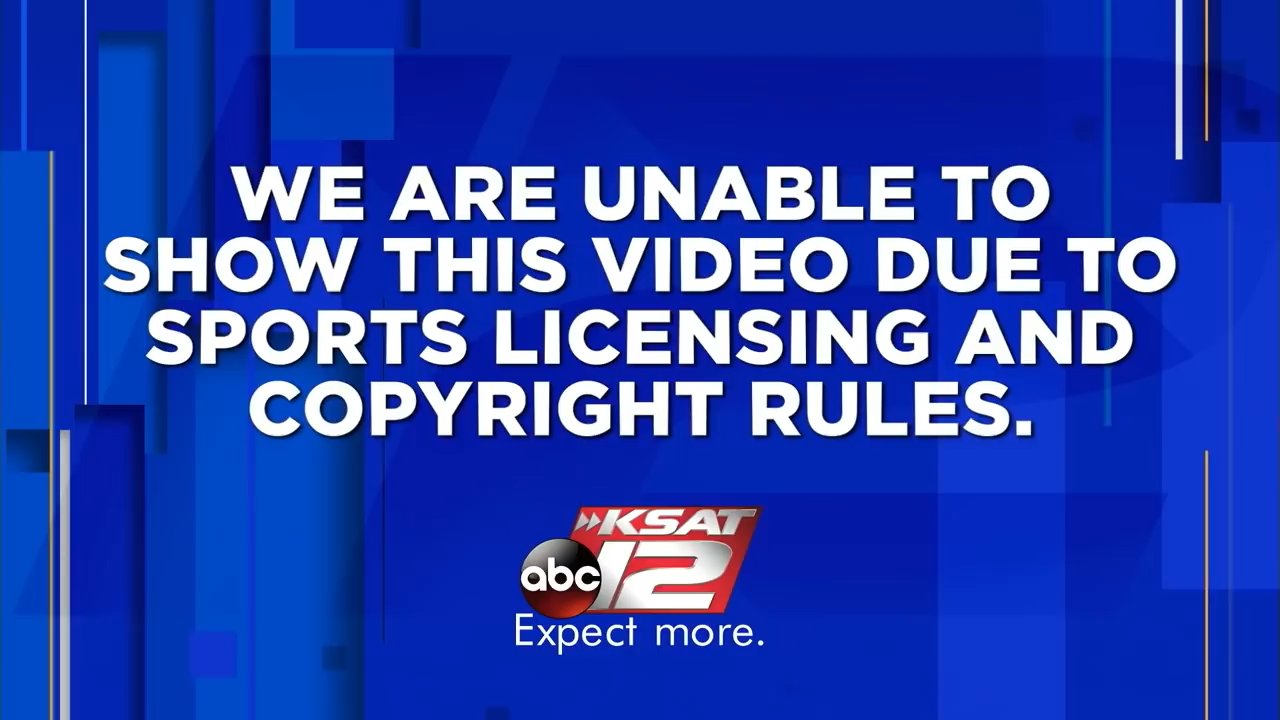 WE ARE UNABLE TO
SHOW THIS VIDEO DUE TO
SPORTS LICENSING AND
COPYRIGHT RULES.
KSAT
abc 12
Expect more.